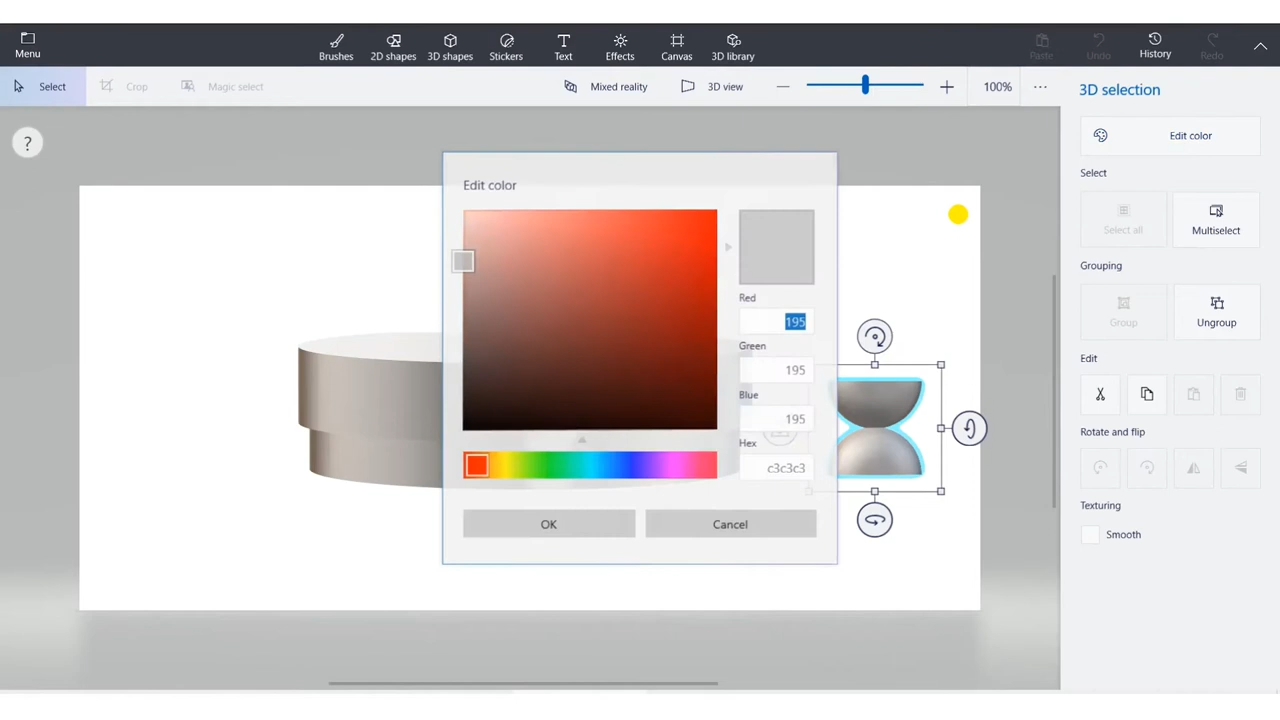 Menu
Brushes
2D shapes
3D shapes
Stickers
Text
Effects
Canvas
3D library
Paste
Undo
History
Redo
Select
Crop
Magic select
Mixed reality
3D view
100%
?
3D selection
Edit color
Select
Select all
Multiselect
Grouping
Group
Ungroup
Edit
Rotate and flip
Texturing
Smooth
Edit color
Red
195
Green
195
Blue
195
Hex
c3c3c3
OK
Cancel